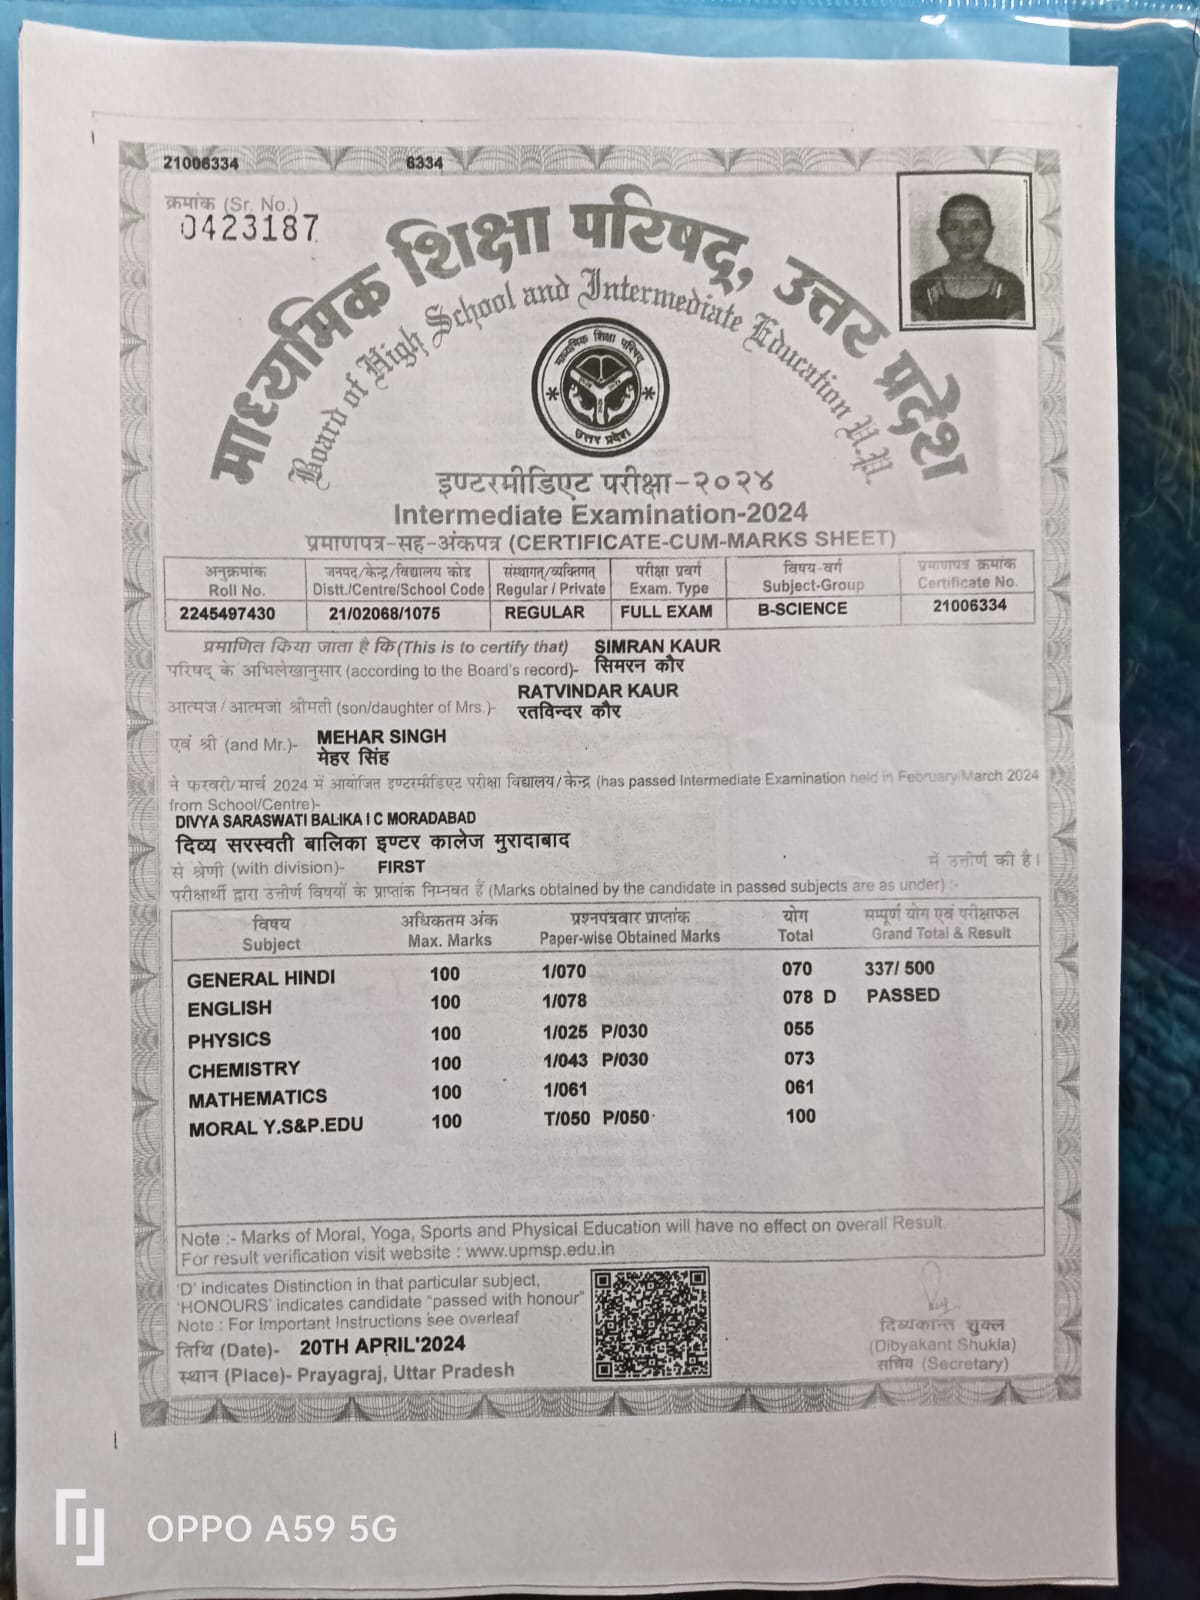 21006334 6334
क्रमांक (Sr. No.)
0423187
माध्यमिक शिक्षा परिषद्, उत्तर प्रदेश
Board of High School and Intermediate Education U.P.
माध्यमिक शिक्षा परिषद्
उत्तर प्रदेश
इण्टरमीडिएट परीक्षा-२०२४
Intermediate Examination-2024
प्रमाणपत्र-सह-अंकपत्र (CERTIFICATE-CUM-MARKS SHEET)
अनुक्रमांक जनपद/केन्द्र/विद्यालय कोड संस्थागत/व्यक्तिगत परीक्षा प्रवर्ग विषय-वर्ग प्रमाणपत्र क्रमांक
Roll No. Distt./Centre/School Code Regular / Private Exam. Type Subject-Group Certificate No.
2245497430 21/02068/1075 REGULAR FULL EXAM B-SCIENCE 21006334
प्रमाणित किया जाता है कि (This is to certify that) SIMRAN KAUR
परिषद् के अभिलेखानुसार (according to the Board's record)- सिमरन कौर
RATVINDAR KAUR
आत्मज/आत्मजा श्रीमती (son/daughter of Mrs.)- रतविन्दर कौर
एवं श्री (and Mr.)- MEHAR SINGH
मेहर सिंह
ने फरवरी/मार्च 2024 में आयोजित इण्टरमीडिएट परीक्षा विद्यालय/केन्द्र (has passed Intermediate Examination held in February/March 2024
from School/Centre)-
DIVYA SARASWATI BALIKA I C MORADABAD
दिव्य सरस्वती बालिका इण्टर कालेज मुरादाबाद
से श्रेणी (with division)- FIRST में उत्तीर्ण की है।
परीक्षार्थी द्वारा उत्तीर्ण विषयों के प्राप्तांक निम्नवत हैं (Marks obtained by the candidate in passed subjects are as under) :-
विषय अधिकतम अंक प्रश्नपत्रवार प्राप्तांक योग सम्पूर्ण योग एवं परीक्षाफल
Subject Max. Marks Paper-wise Obtained Marks Total Grand Total & Result
GENERAL HINDI 100 1/070 070 337/ 500
ENGLISH 100 1/078 078 D PASSED
PHYSICS 100 1/025 P/030 055
CHEMISTRY 100 1/043 P/030 073
MATHEMATICS 100 1/061 061
MORAL Y.S&P.EDU 100 T/050 P/050 100
Note :- Marks of Moral, Yoga, Sports and Physical Education will have no effect on overall Result.
For result verification visit website : www.upmsp.edu.in
'D' indicates Distinction in that particular subject,
'HONOURS' indicates candidate "passed with honour"
Note : For Important Instructions see overleaf
तिथि (Date)- 20TH APRIL'2024
स्थान (Place)- Prayagraj, Uttar Pradesh
दिब्यकान्त शुक्ल
(Dibyakant Shukla)
सचिव (Secretary)
OPPO A59 5G